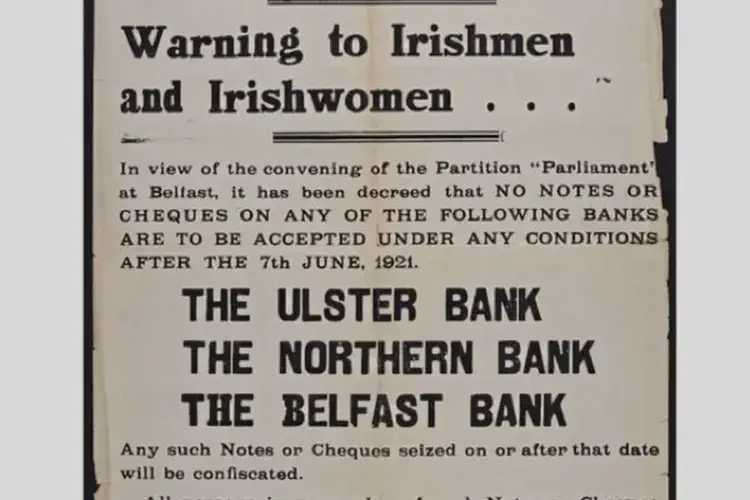 Warning to Irishmen
and Irishwomen . . .
In view of the convening of the Partition "Parliament"
at Belfast, it has been decreed that NO NOTES OR
CHEQUES ON ANY OF THE FOLLOWING BANKS
ARE TO BE ACCEPTED UNDER ANY CONDITIONS
AFTER THE 7th JUNE, 1921.
THE ULSTER BANK
THE NORTHERN BANK
THE BELFAST BANK
Any such Notes or Cheques seized on or after that date
will be confiscated.